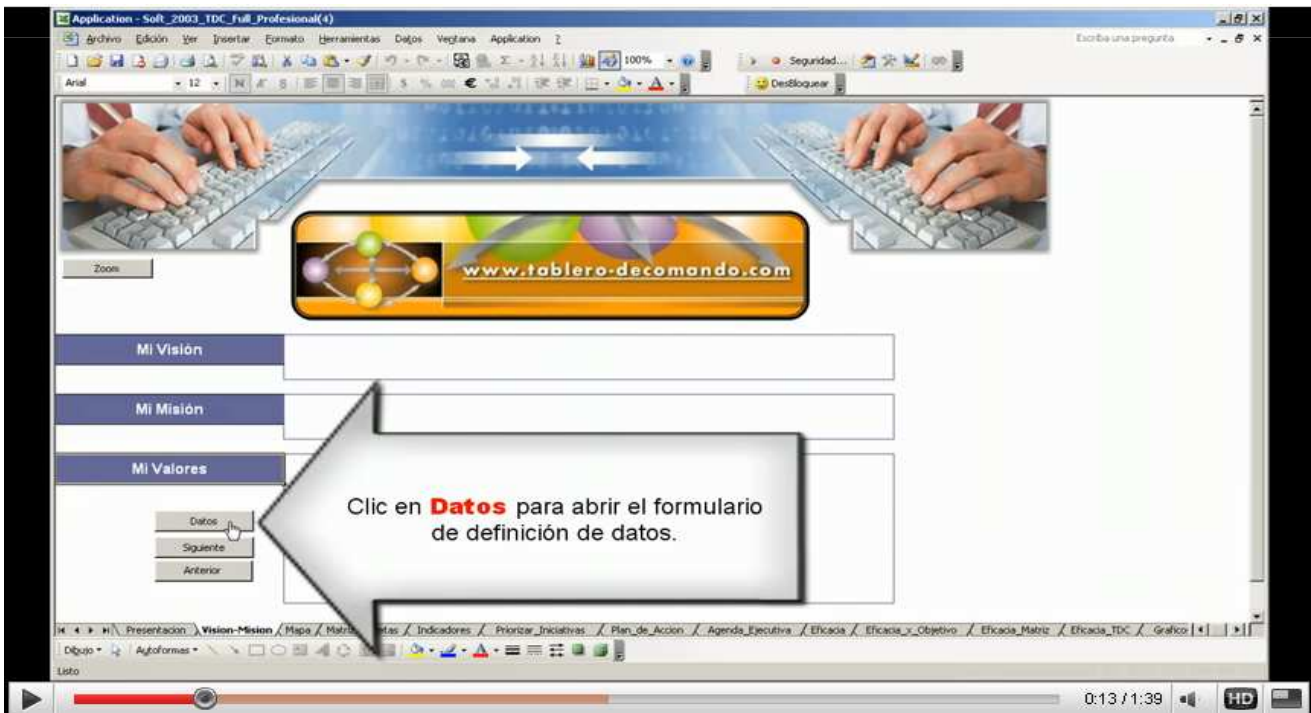 Application - Soft_2003_TDC_Full_Profesional(4)
Archivo Edición Ver Insertar Formato Herramientas Datos Ventana Application ?
Escriba una pregunta
100%
Seguridad...
Arial 12 N K S
DesBloquear
Zoom
www.tablero-decomando.com
Mi Visión
Mi Misión
Mi Valores
Clic en Datos para abrir el formulario
de definición de datos.
Datos
Siguiente
Anterior
Presentacion Vision-Mision Mapa Indicadores Priorizar_Iniciativas Plan_de_Accion Agenda_Ejecutiva Eficacia Eficacia_x_Objetivo Eficacia_Matriz Eficacia_TDC Grafico
Dibujo Autoformas
Listo
0:13 / 1:39 HD